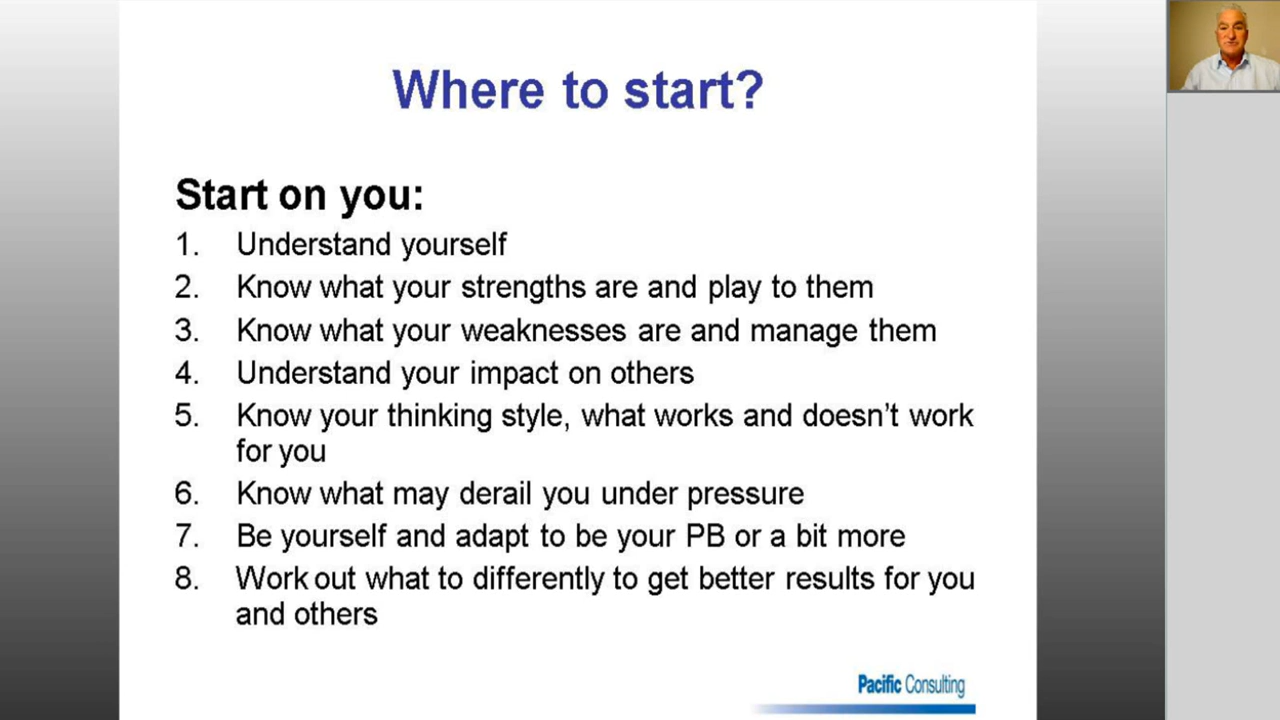 Where to start?
Start on you:
1. Understand yourself
2. Know what your strengths are and play to them
3. Know what your weaknesses are and manage them
4. Understand your impact on others
5. Know your thinking style, what works and doesn’t work
for you
6. Know what may derail you under pressure
7. Be yourself and adapt to be your PB or a bit more
8. Work out what to differently to get better results for you
and others
Pacific Consulting